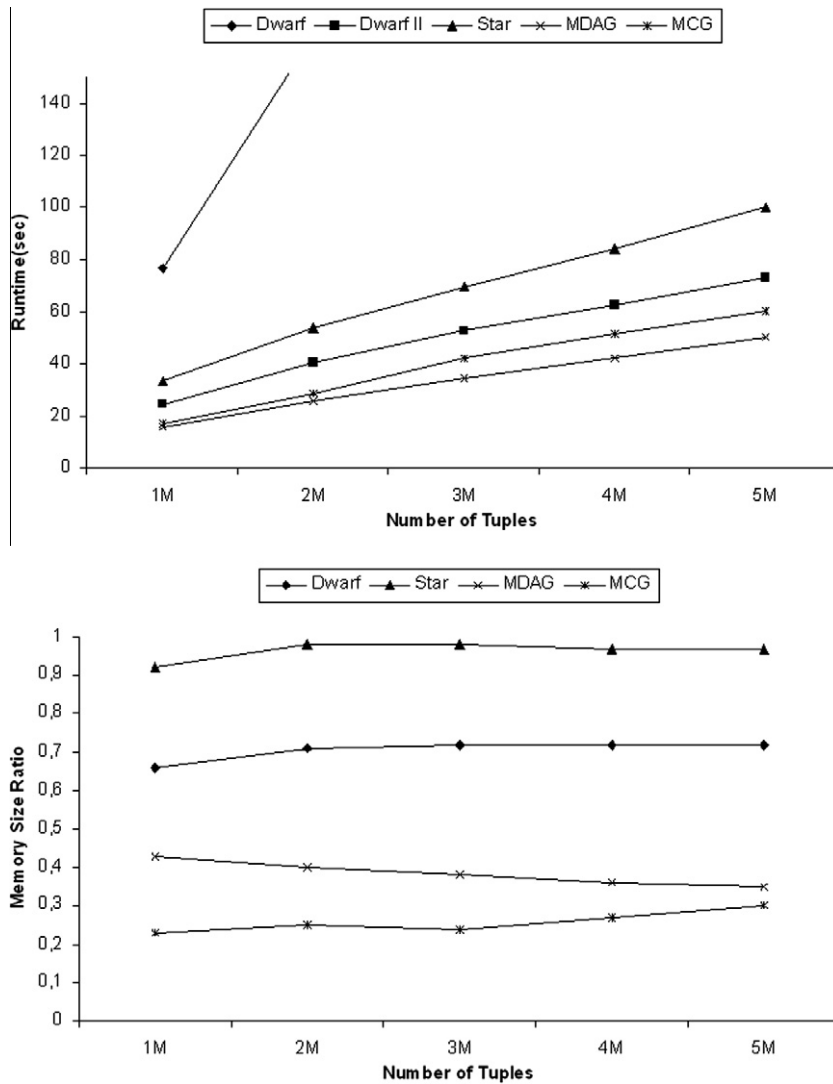 Dwarf Dwarf II Star MDAG MCG
140
120
100
80
60
40
20
0
Runtime(sec)
1M 2M 3M 4M 5M
Number of Tuples
Dwarf Star MDAG MCG
1
0,9
0,8
0,7
0,6
0,5
0,4
0,3
0,2
0,1
0
Memory Size Ratio
1M 2M 3M 4M 5M
Number of Tuples